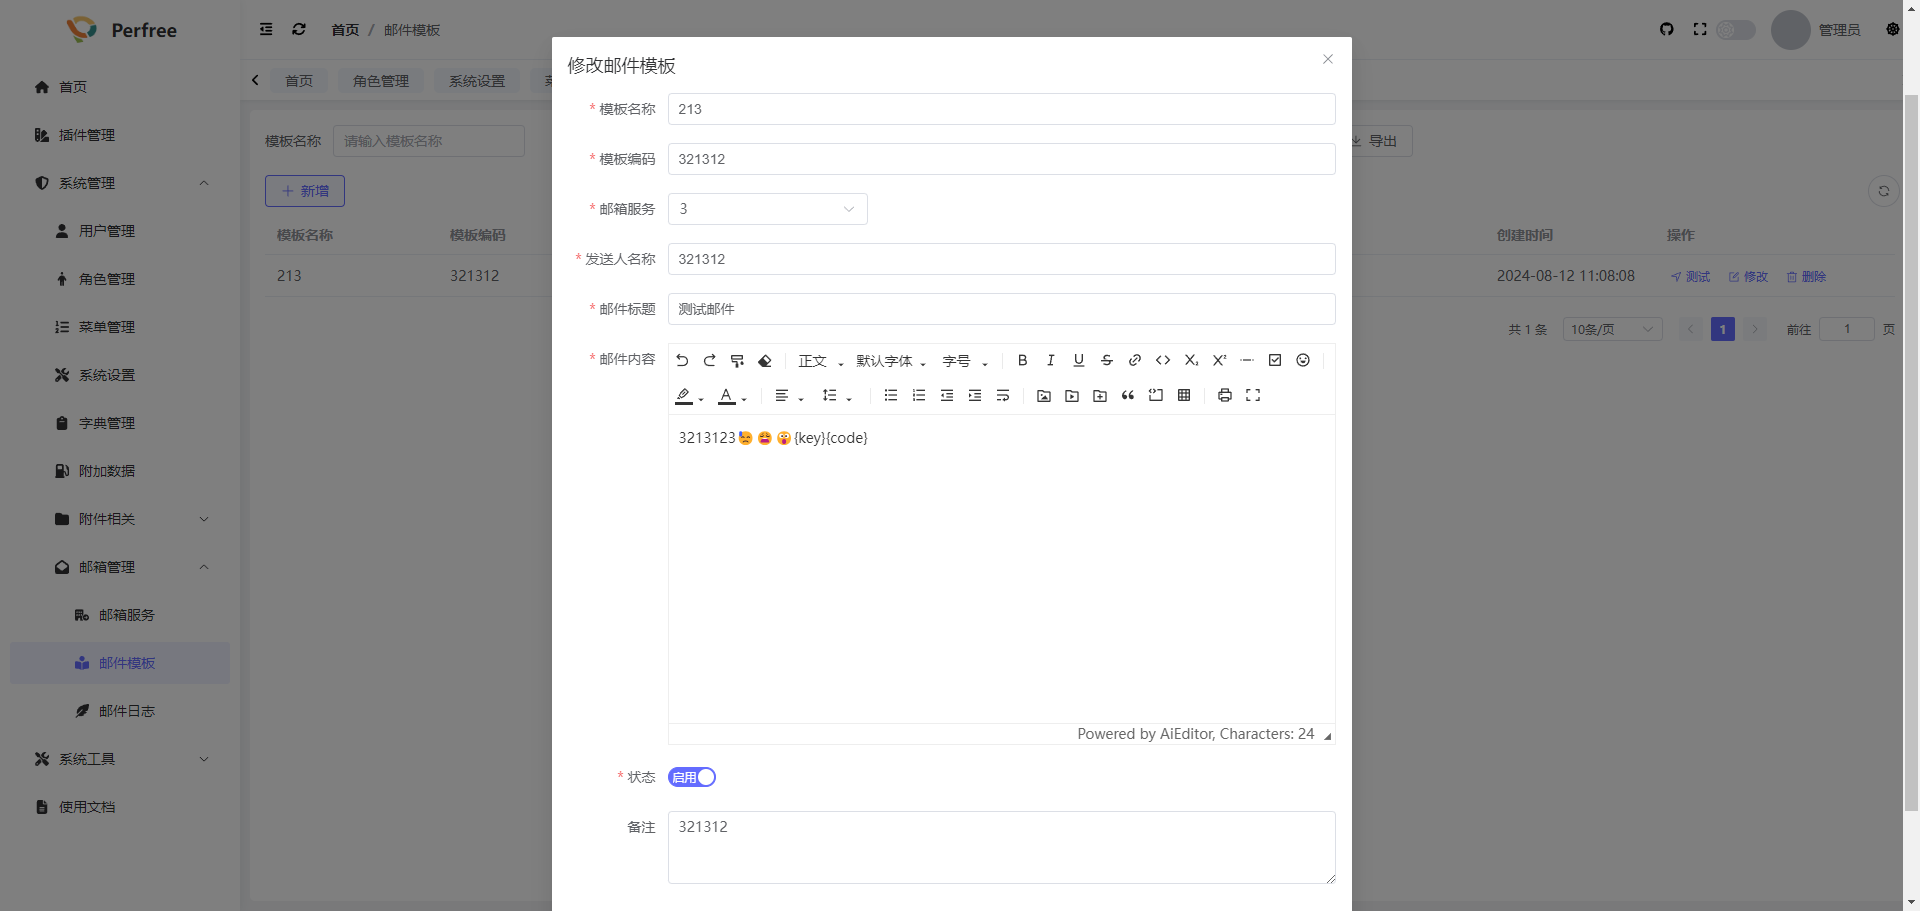 Perfree
首页 / 邮件模板
管理员
首页
角色管理
系统设置
首页
插件管理
系统管理
用户管理
角色管理
菜单管理
系统设置
字典管理
附加数据
附件相关
邮箱管理
邮箱服务
邮件模板
邮件日志
系统工具
使用文档
模板名称 请输入模板名称
导出
新增
模板名称 模板编码 创建时间 操作
213 321312 2024-08-12 11:08:08 测试 修改 删除
共 1 条 10条/页 1 前往 1 页
修改邮件模板
* 模板名称 213
* 模板编码 321312
* 邮箱服务 3
* 发送人名称 321312
* 邮件标题 测试邮件
* 邮件内容
正文 默认字体 字号
3213123😓😫😲{key}{code}
Powered by AiEditor, Characters: 24
* 状态 启用
备注 321312